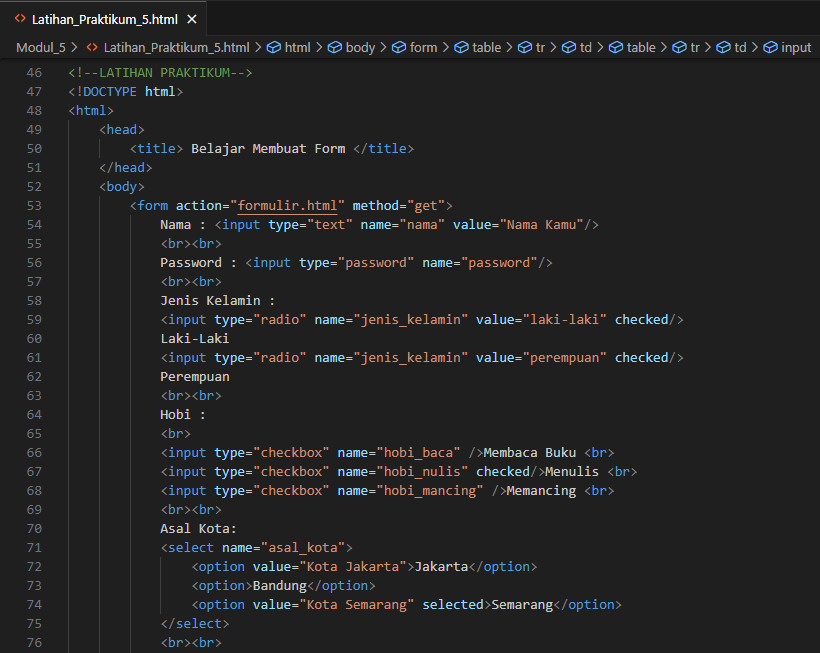 Latihan_Praktikum_5.html
Modul_5 > Latihan_Praktikum_5.html > html > body > form > table > tr > td > table > tr > td > input
46 <!--LATIHAN PRAKTIKUM-->
47 <!DOCTYPE html>
48 <html>
49 <head>
50 <title> Belajar Membuat Form </title>
51 </head>
52 <body>
53 <form action="formulir.html" method="get">
54 Nama : <input type="text" name="nama" value="Nama Kamu"/>
55 <br><br>
56 Password : <input type="password" name="password"/>
57 <br><br>
58 Jenis Kelamin :
59 <input type="radio" name="jenis_kelamin" value="laki-laki" checked/>
60 Laki-Laki
61 <input type="radio" name="jenis_kelamin" value="perempuan" checked/>
62 Perempuan
63 <br><br>
64 Hobi :
65 <br>
66 <input type="checkbox" name="hobi_baca" />Membaca Buku <br>
67 <input type="checkbox" name="hobi_nulis" checked/>Menulis <br>
68 <input type="checkbox" name="hobi_mancing" />Memancing <br>
69 <br><br>
70 Asal Kota:
71 <select name="asal_kota">
72 <option value="Kota Jakarta">Jakarta</option>
73 <option>Bandung</option>
74 <option value="Kota Semarang" selected>Semarang</option>
75 </select>
76 <br><br>